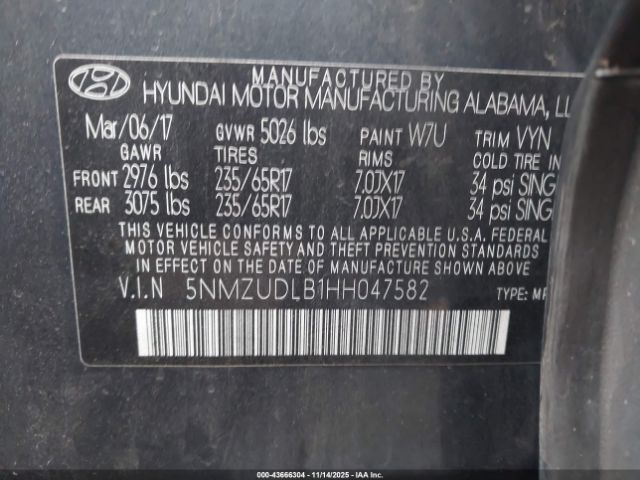 MANUFACTURED BY
HYUNDAI MOTOR MANUFACTURING ALABAMA, LL
Mar/06/17 GVWR 5026 lbs PAINT W7U TRIM VYN
GAWR TIRES RIMS COLD TIRE IN
FRONT 2976 lbs 235/65R17 7.0JX17 34 psi SING
REAR 3075 lbs 235/65R17 7.0JX17 34 psi SING
THIS VEHICLE CONFORMS TO ALL APPLICABLE U.S.A. FEDERAL
MOTOR VEHICLE SAFETY AND THEFT PREVENTION STANDARDS
IN EFFECT ON THE DATE OF MANUFACTURE SHOWN ABOVE
V.I.N 5NMZUDLB1HH047582 TYPE: MP
000-43666304 - 11/14/2025 - IAAI.COM